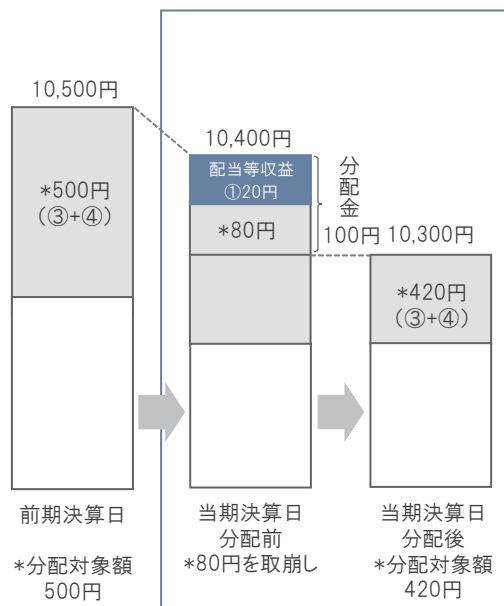 10,500円
*500円
(③+④)
前期決算日
*分配対象額
500円
10,400円
配当等収益
①20円
*80円
分配金
100円
当期決算日
分配前
*80円を取崩し
10,300円
*420円
(③+④)
当期決算日
分配後
*分配対象額
420円